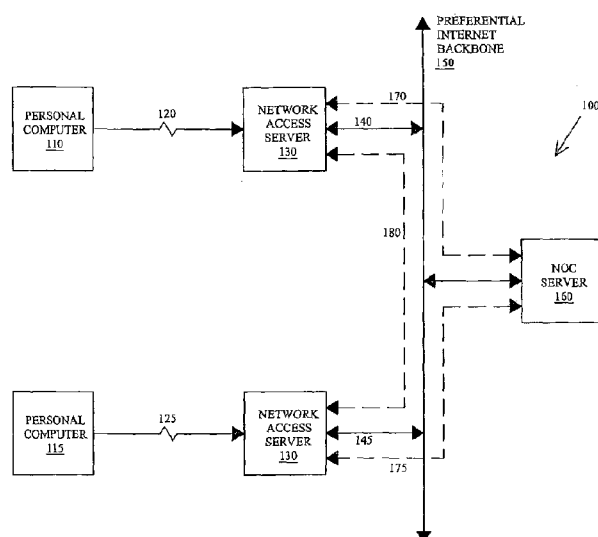 PREFERENTIAL
INTERNET
BACKBONE
150
100
PERSONAL
COMPUTER
110
120
NETWORK
ACCESS
SERVER
130
170
140
180
NOC
SERVER
160
PERSONAL
COMPUTER
115
125
NETWORK
ACCESS
SERVER
130
145
175